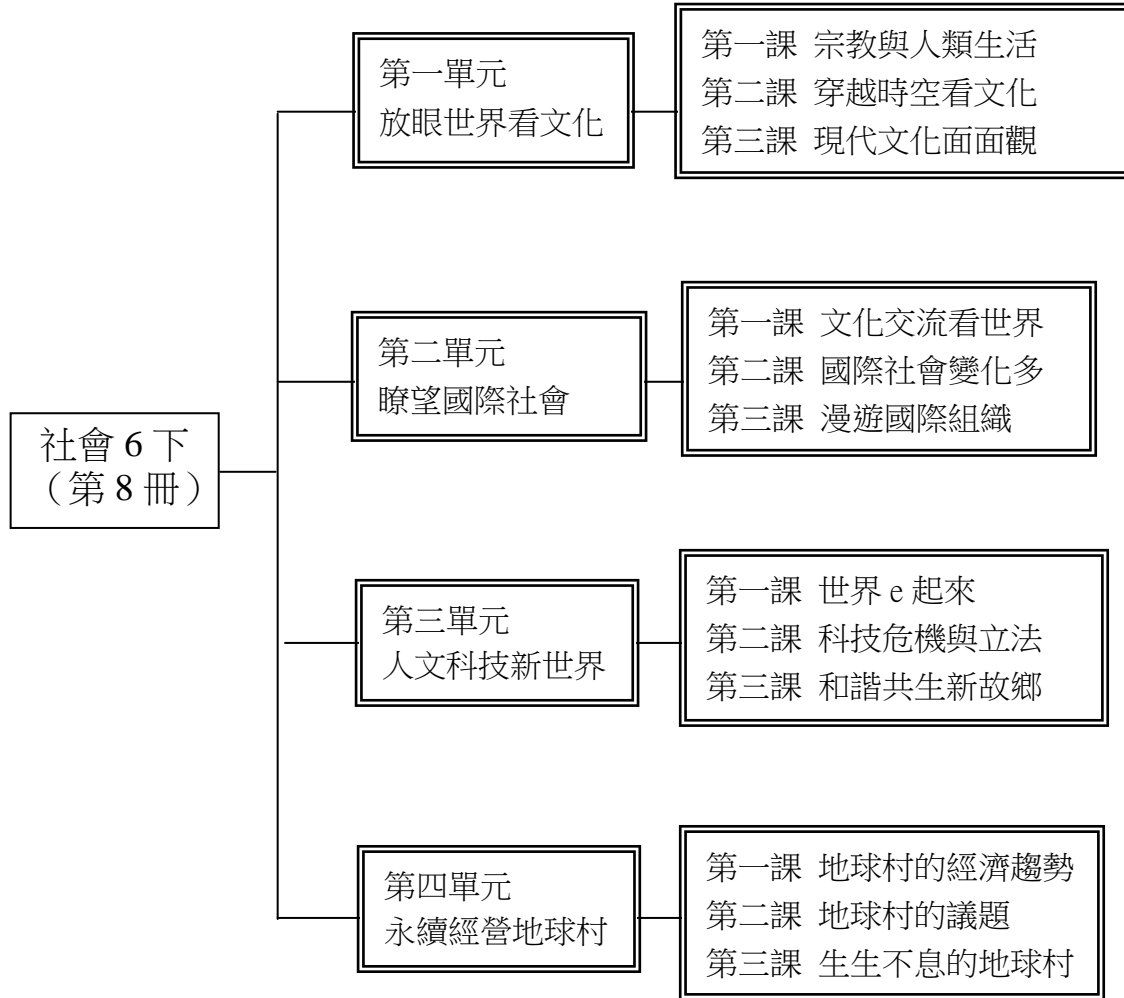 社會 6 下
（第 8 冊）
第一單元
放眼世界看文化
第一課 宗教與人類生活
第二課 穿越時空看文化
第三課 現代文化面面觀
第二單元
瞭望國際社會
第一課 文化交流看世界
第二課 國際社會變化多
第三課 漫遊國際組織
第三單元
人文科技新世界
第一課 世界 e 起來
第二課 科技危機與立法
第三課 和諧共生新故鄉
第四單元
永續經營地球村
第一課 地球村的經濟趨勢
第二課 地球村的議題
第三課 生生不息的地球村